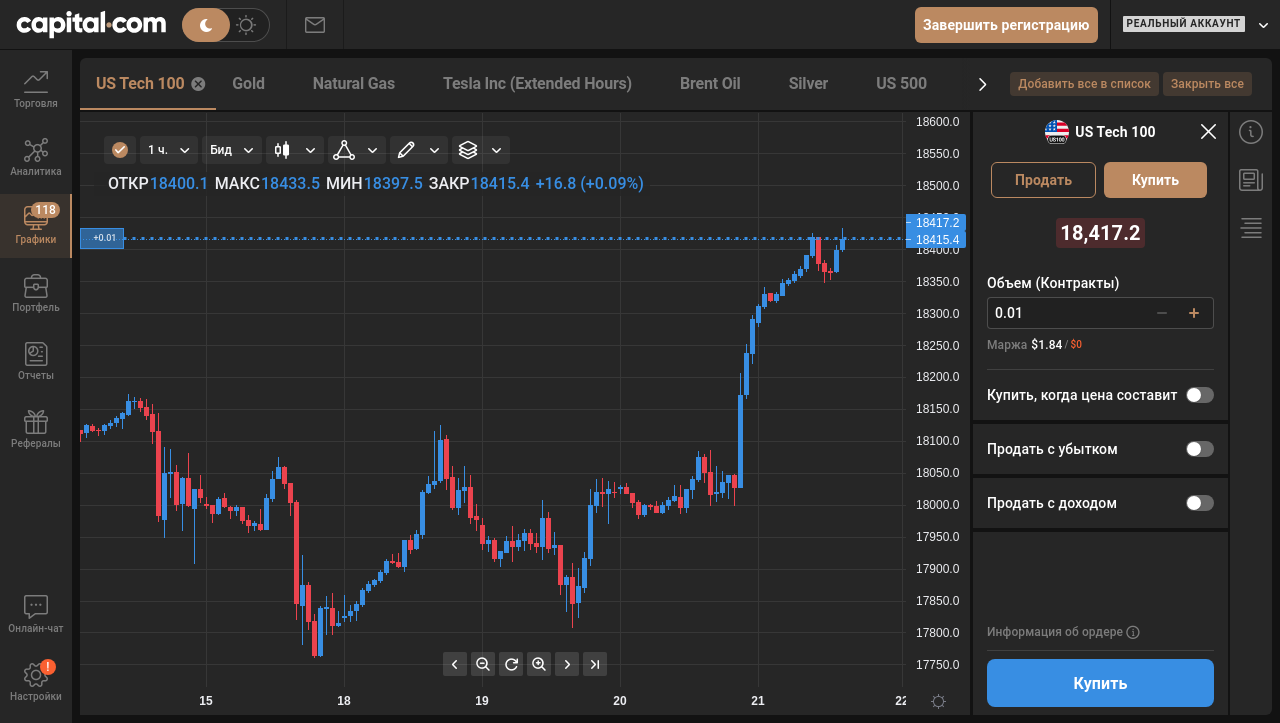 capital.com
Завершить регистрацию
РЕАЛЬНЫЙ АККАУНТ
Торговля
Аналитика
118
Графики
Портфель
Отчеты
Рефералы
Онлайн-чат
!
Настройки
US Tech 100
Gold
Natural Gas
Tesla Inc (Extended Hours)
Brent Oil
Silver
US 500
Добавить все в список
Закрыть все
1 ч.
Бид
ОТКР 18400.1 МАКС 18433.5 МИН 18397.5 ЗАКР 18415.4 +16.8 (+0.09%)
+0.01
18600.0
18550.0
18500.0
18417.2
18415.4
18400.0
18350.0
18300.0
18250.0
18200.0
18150.0
18100.0
18050.0
18000.0
17950.0
17900.0
17850.0
17800.0
17750.0
15
18
19
20
21
22
US100
US Tech 100
Продать
Купить
18,417.2
Объем (Контракты)
0.01
Маржа $1.84 / $0
Купить, когда цена составит
Продать с убытком
Продать с доходом
Информация об ордере
Купить